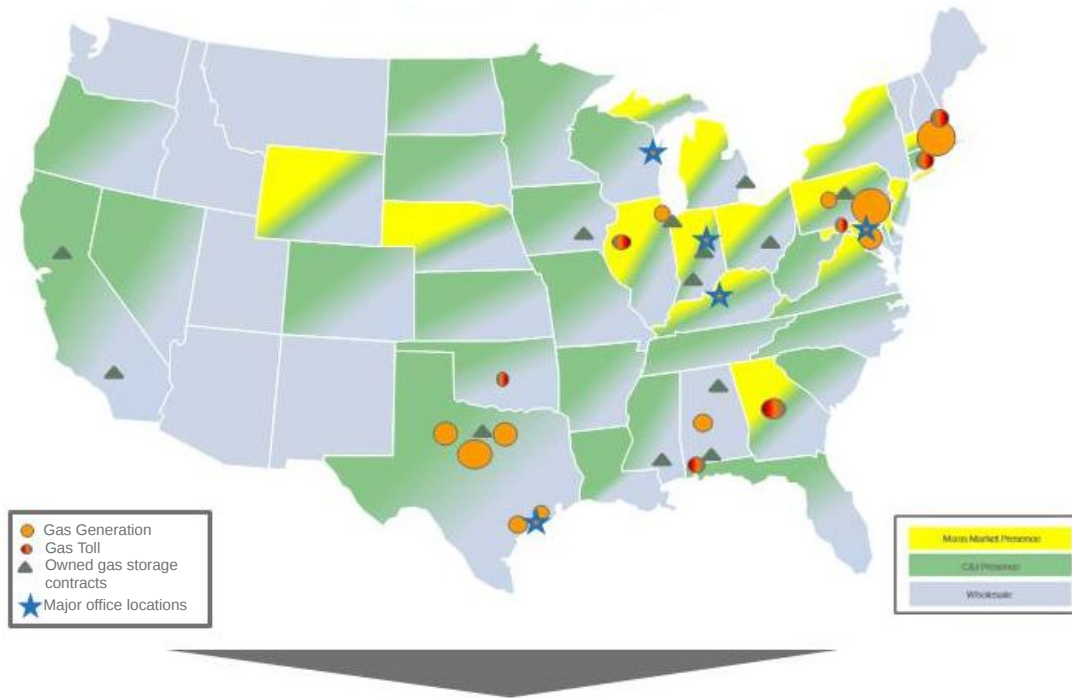 Gas Generation
Gas Toll
Owned gas storage
contracts
Major office locations
Mass Market Presence
C&I Presence
Wholesale